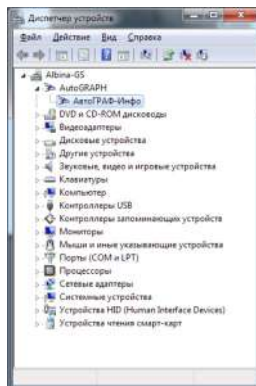 Диспетчер устройств
Файл Действие Вид Справка
Albina-GS
AutoGRAPH
АвтоГРАФ-Инфо
DVD и CD-ROM дисководы
Видеоадаптеры
Дисковые устройства
Другие устройства
Звуковые, видео и игровые устройства
Клавиатуры
Компьютер
Контроллеры USB
Контроллеры запоминающих устройств
Мониторы
Мыши и иные указывающие устройства
Порты (COM и LPT)
Процессоры
Сетевые адаптеры
Системные устройства
Устройства HID (Human Interface Devices)
Устройства чтения смарт-карт